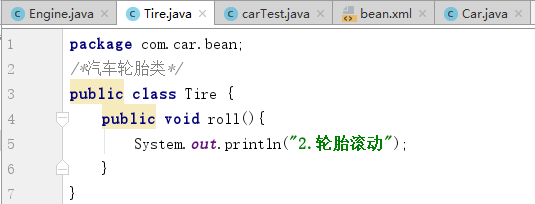 Engine.java Tire.java carTest.java bean.xml Car.java
1 package com.car.bean;
2 /*汽车轮胎类*/
3 public class Tire {
4 public void roll(){
5 System.out.println("2.轮胎滚动");
6 }
7 }